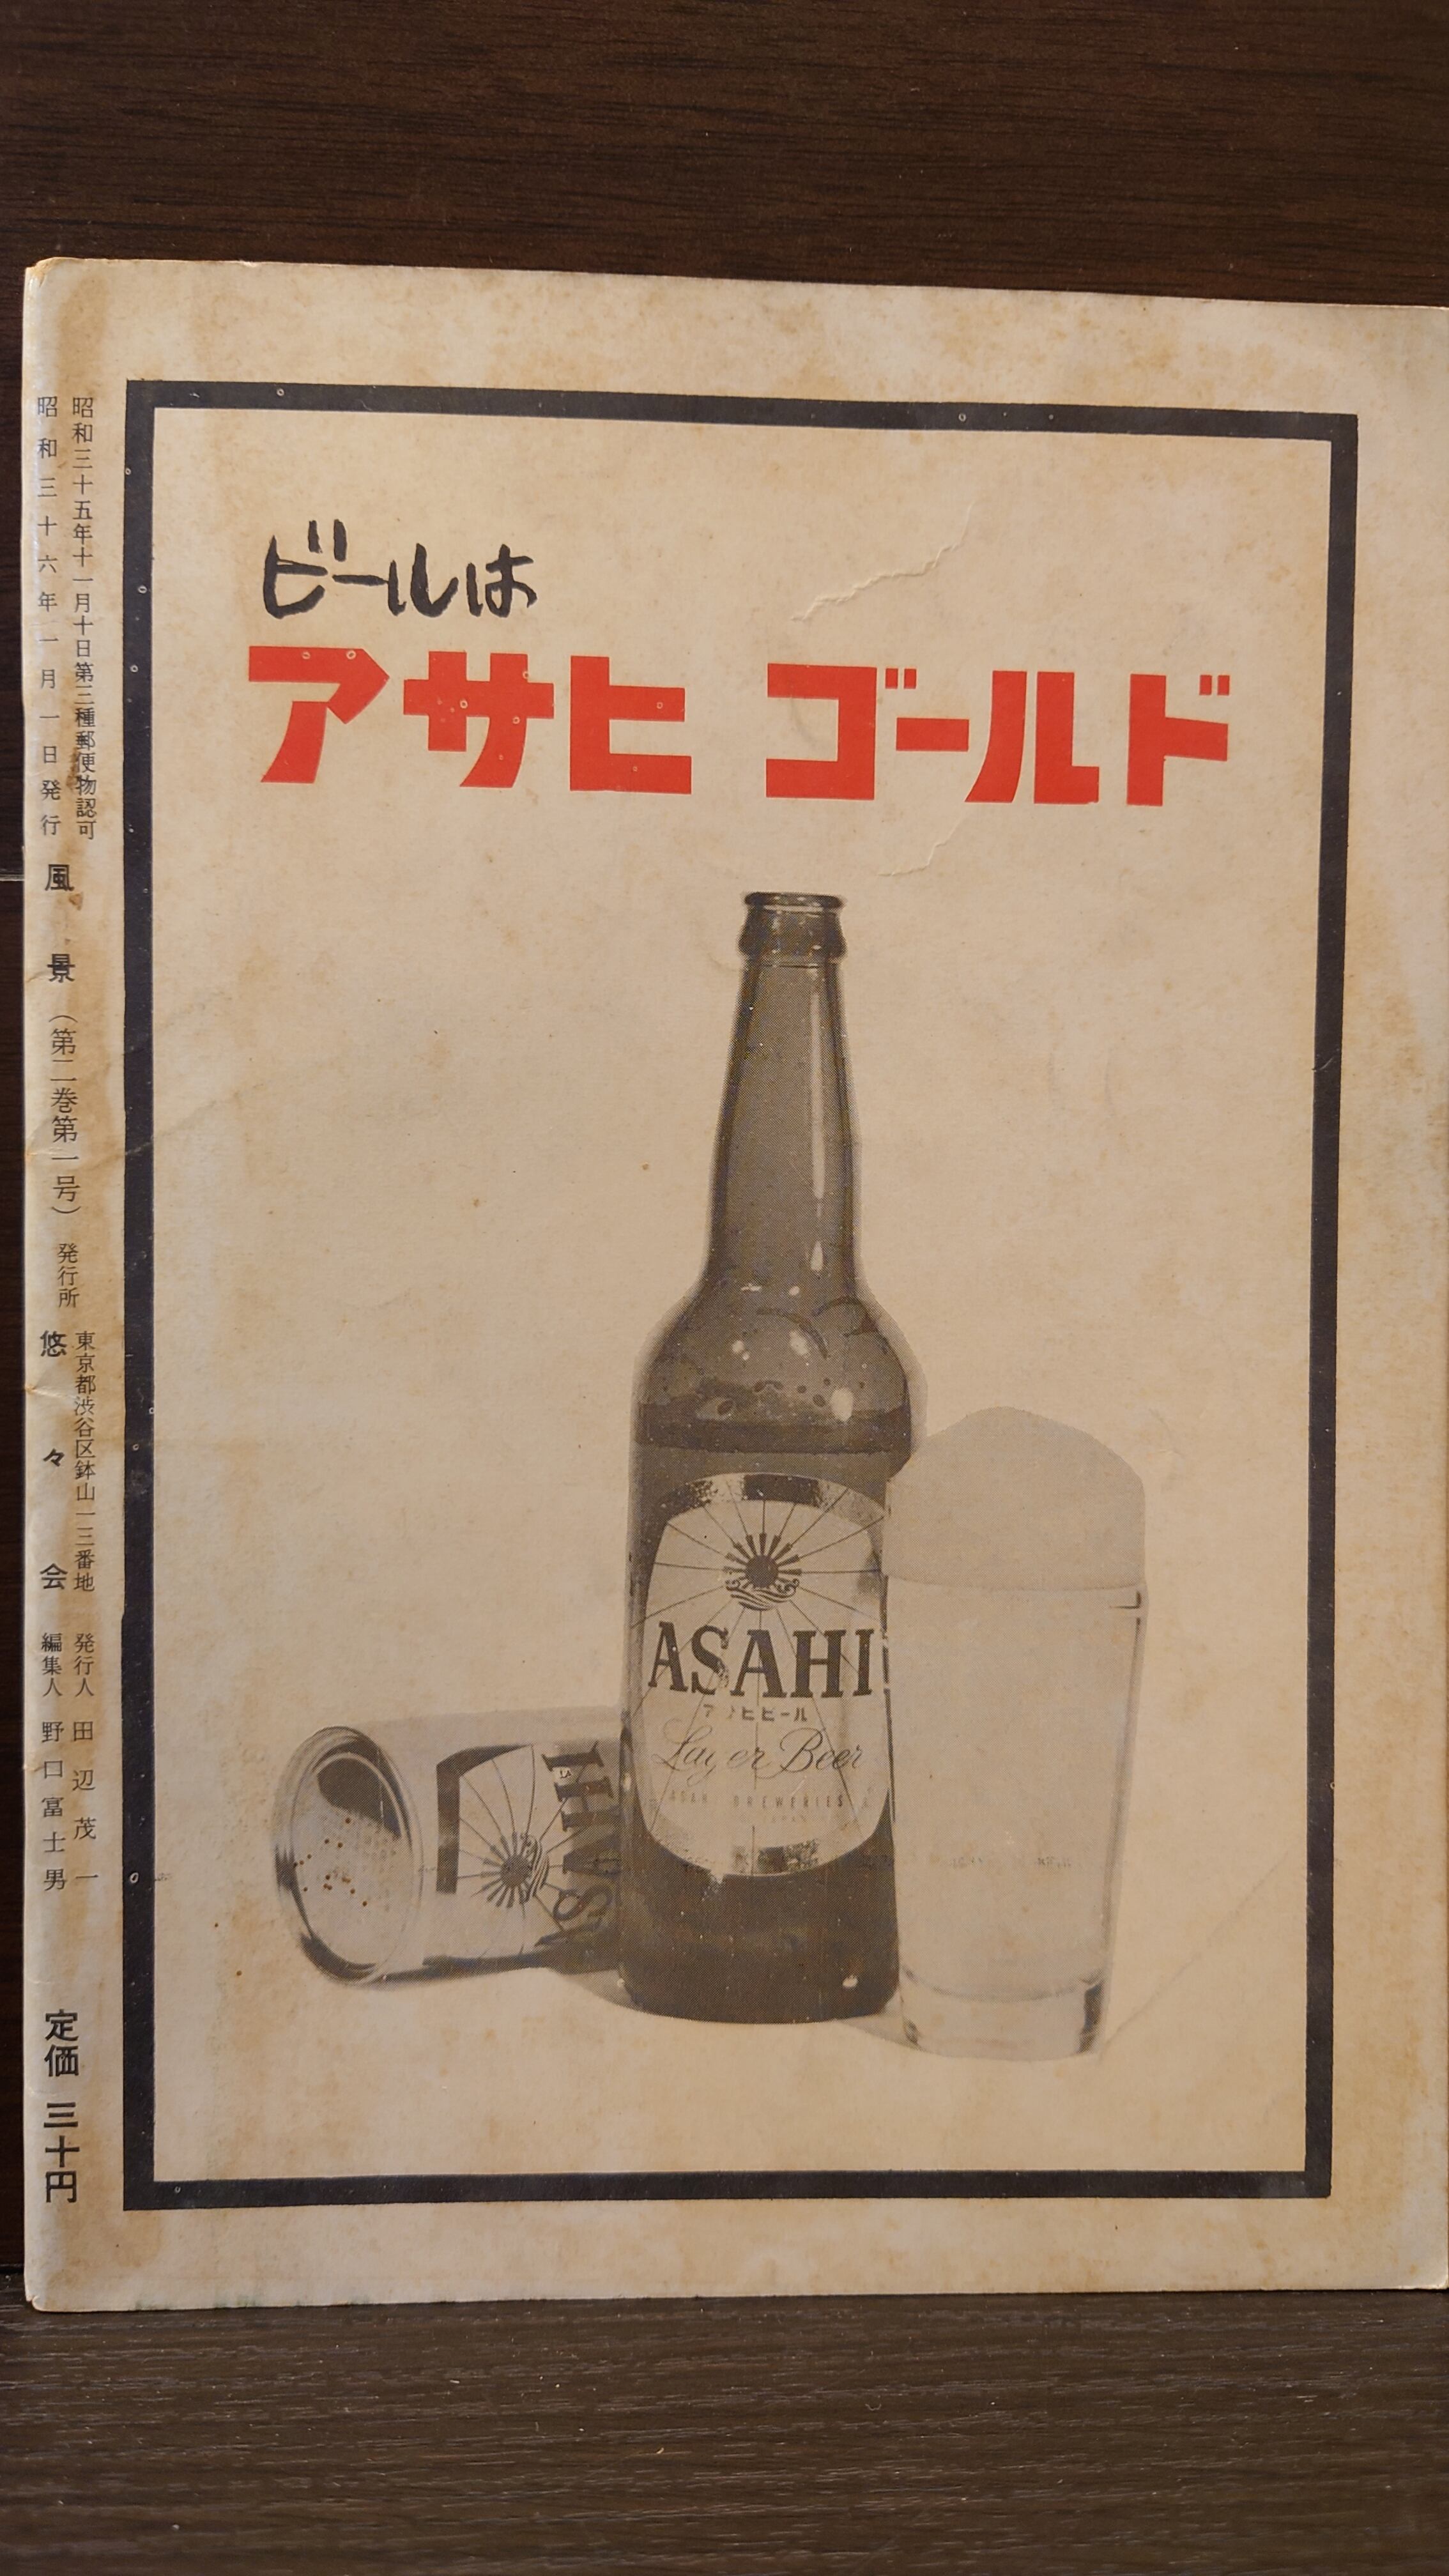 ビールは
アサヒ ゴールド
ASAHI
アサヒビール
Lager Beer
ASAHI BREWERIES
ASAHI
昭和三十五年十一月十日第三種郵便物認可
昭和三十六年一月一日発行
風景（第二巻第一号）
発行所
東京都渋谷区鉢山一三番地
悠々会
発行人 田辺茂一
編集人 野口富士男
定価 三十円